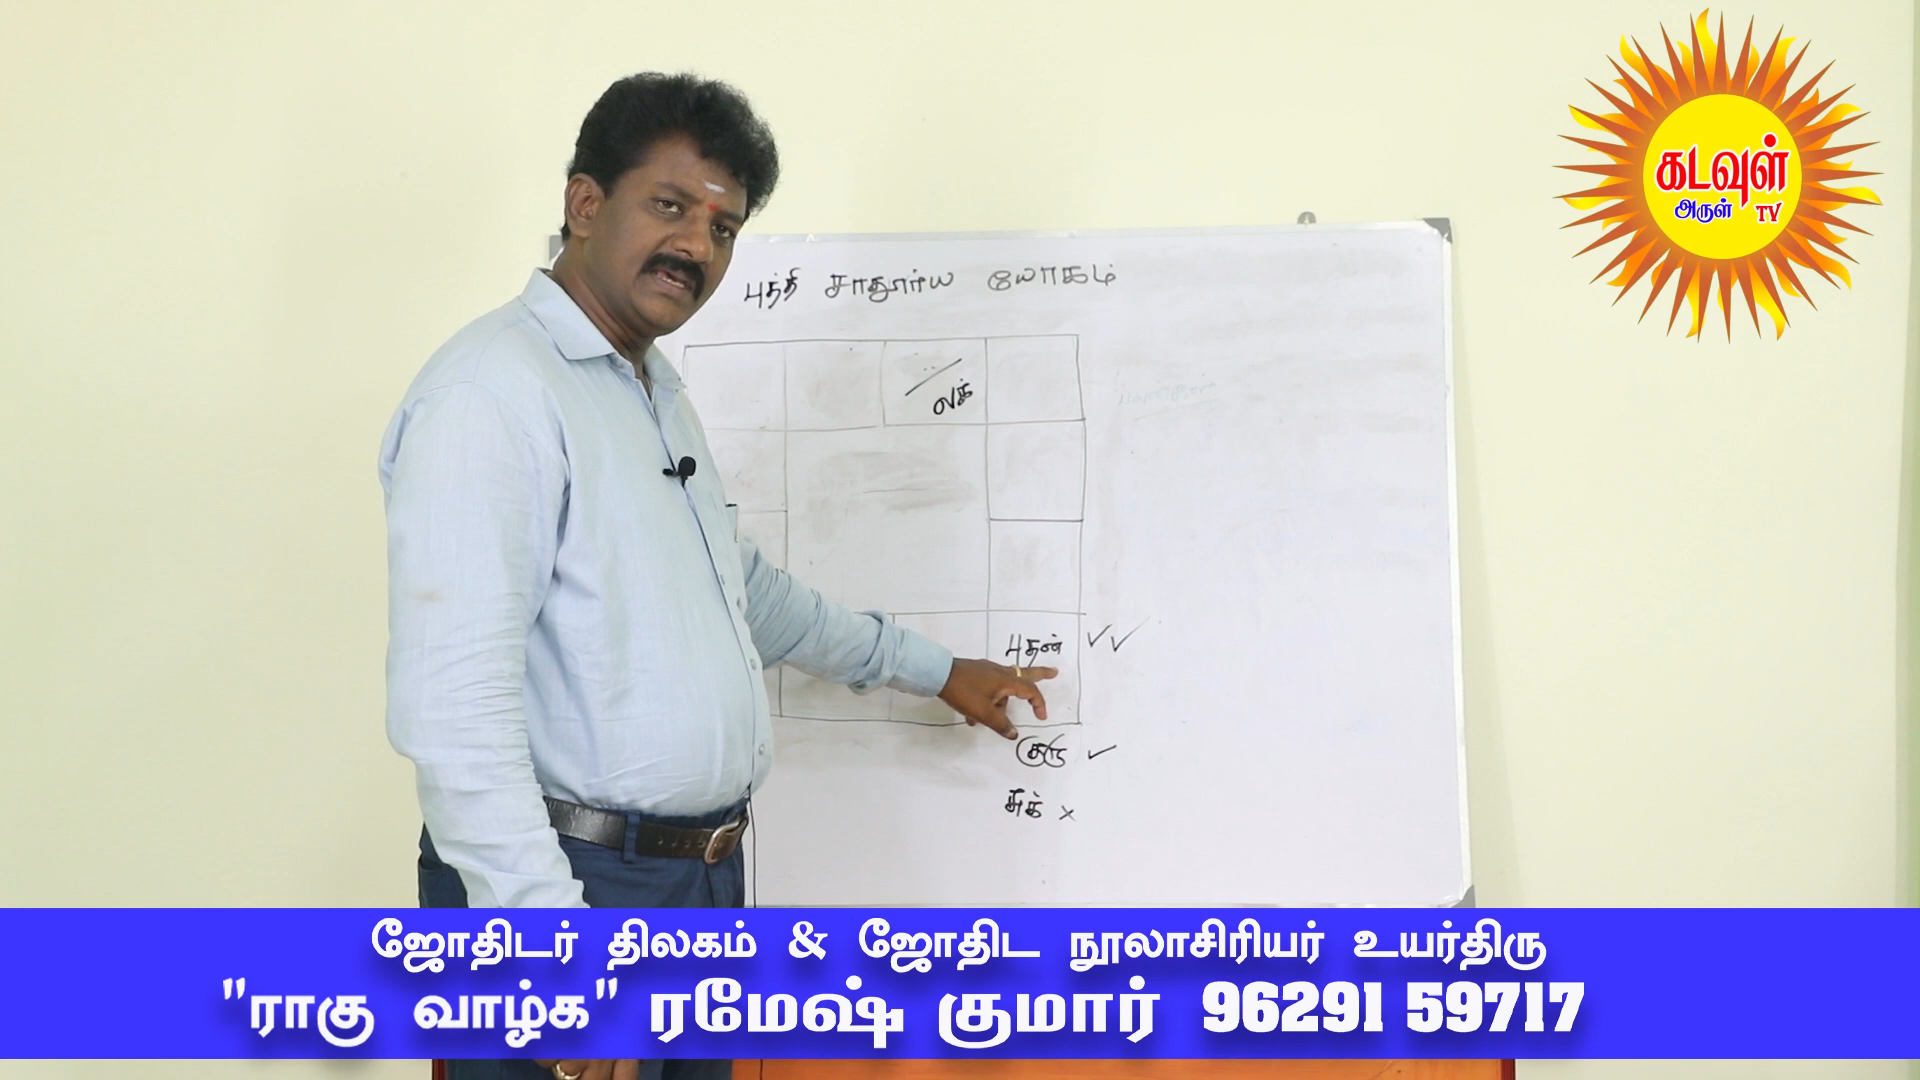 கடவுள்
அருள் TV
புத்தி சாதூர்ய யோகம்
லக்
புதன் ✓✓
குரு ✓
சுக் ×
ஜோதிடர் திலகம் & ஜோதிட நூலாசிரியர் உயர்திரு
"ராகு வாழ்க" ரமேஷ் குமார் 96291 59717